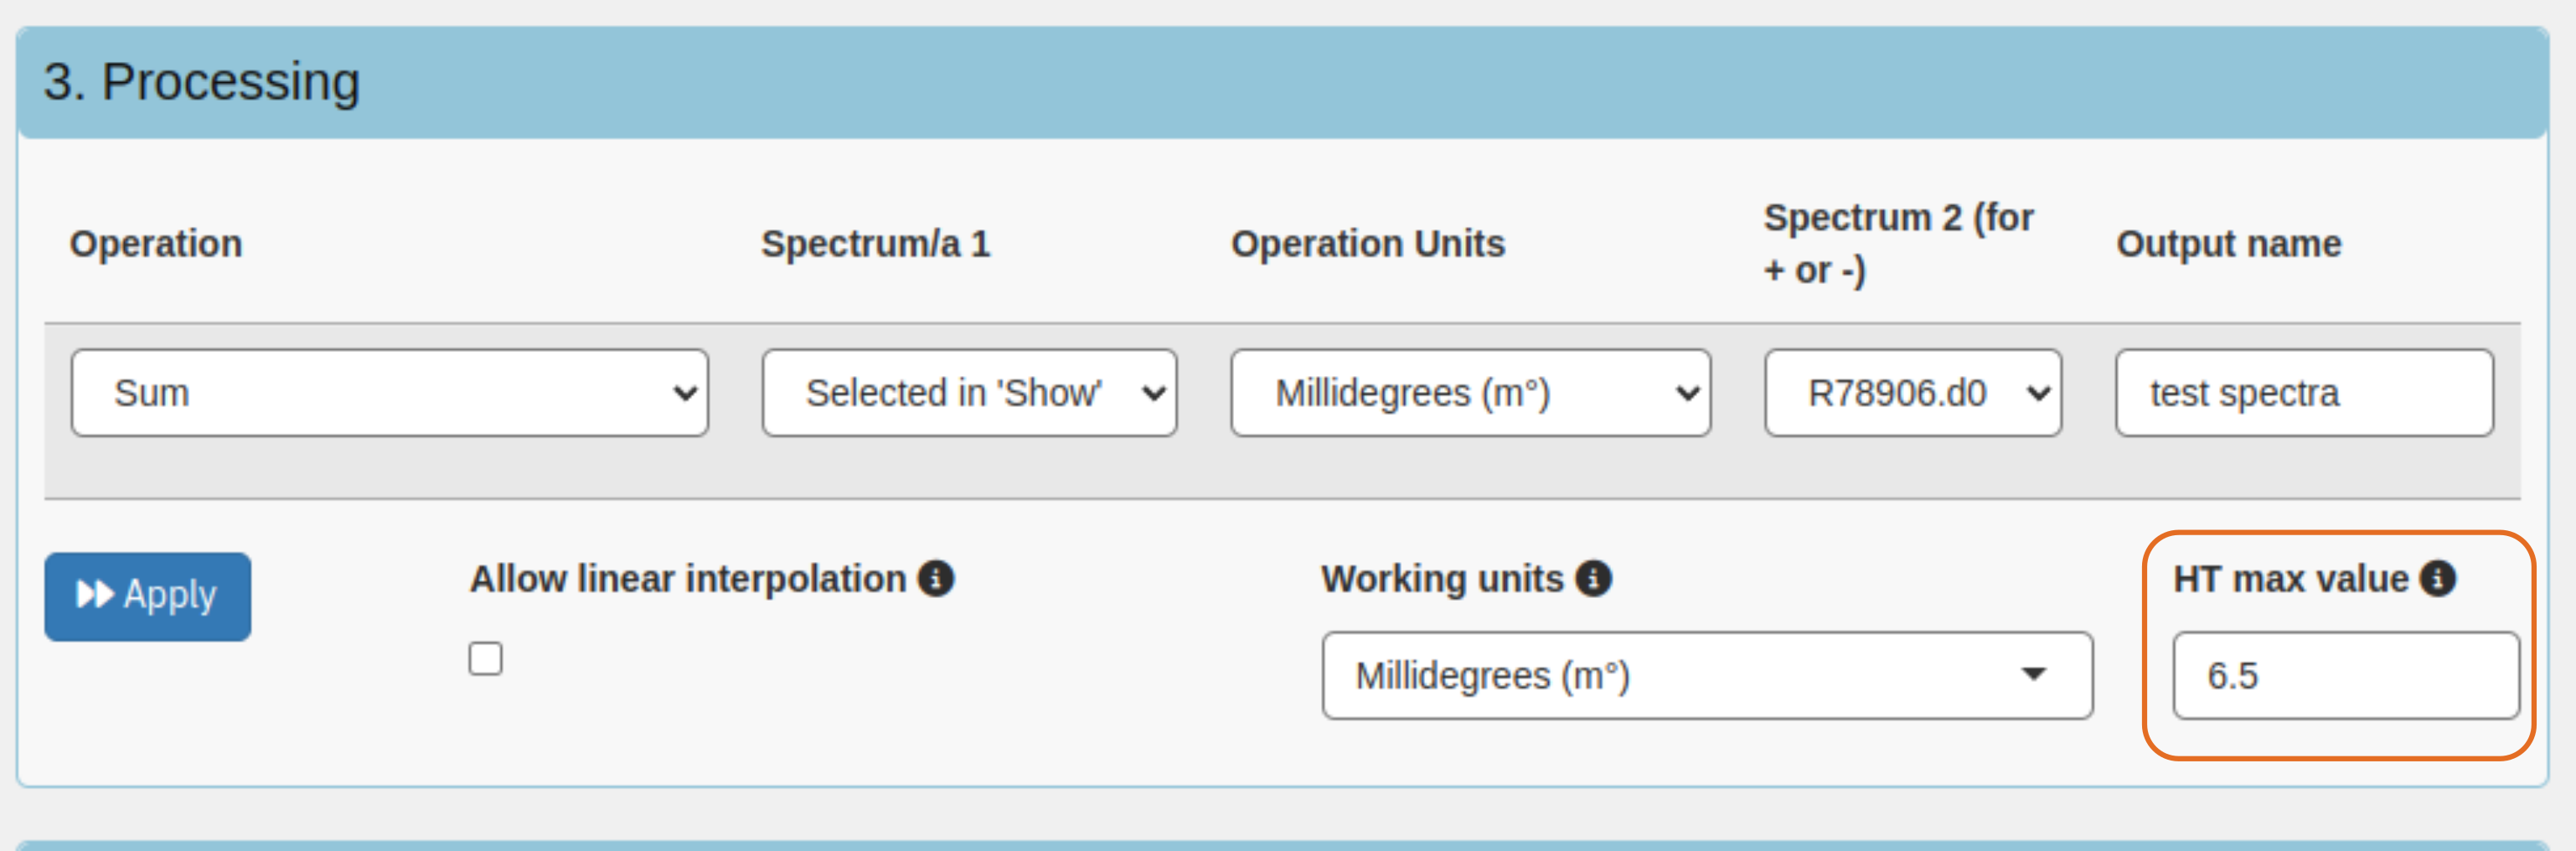 3. Processing
Operation
Spectrum/a 1
Operation Units
Spectrum 2 (for
+ or -)
Output name
Sum
Selected in 'Show'
Millidegrees (m°)
R78906.d0
test spectra
Apply
Allow linear interpolation
Working units
HT max value
Millidegrees (m°)
6.5